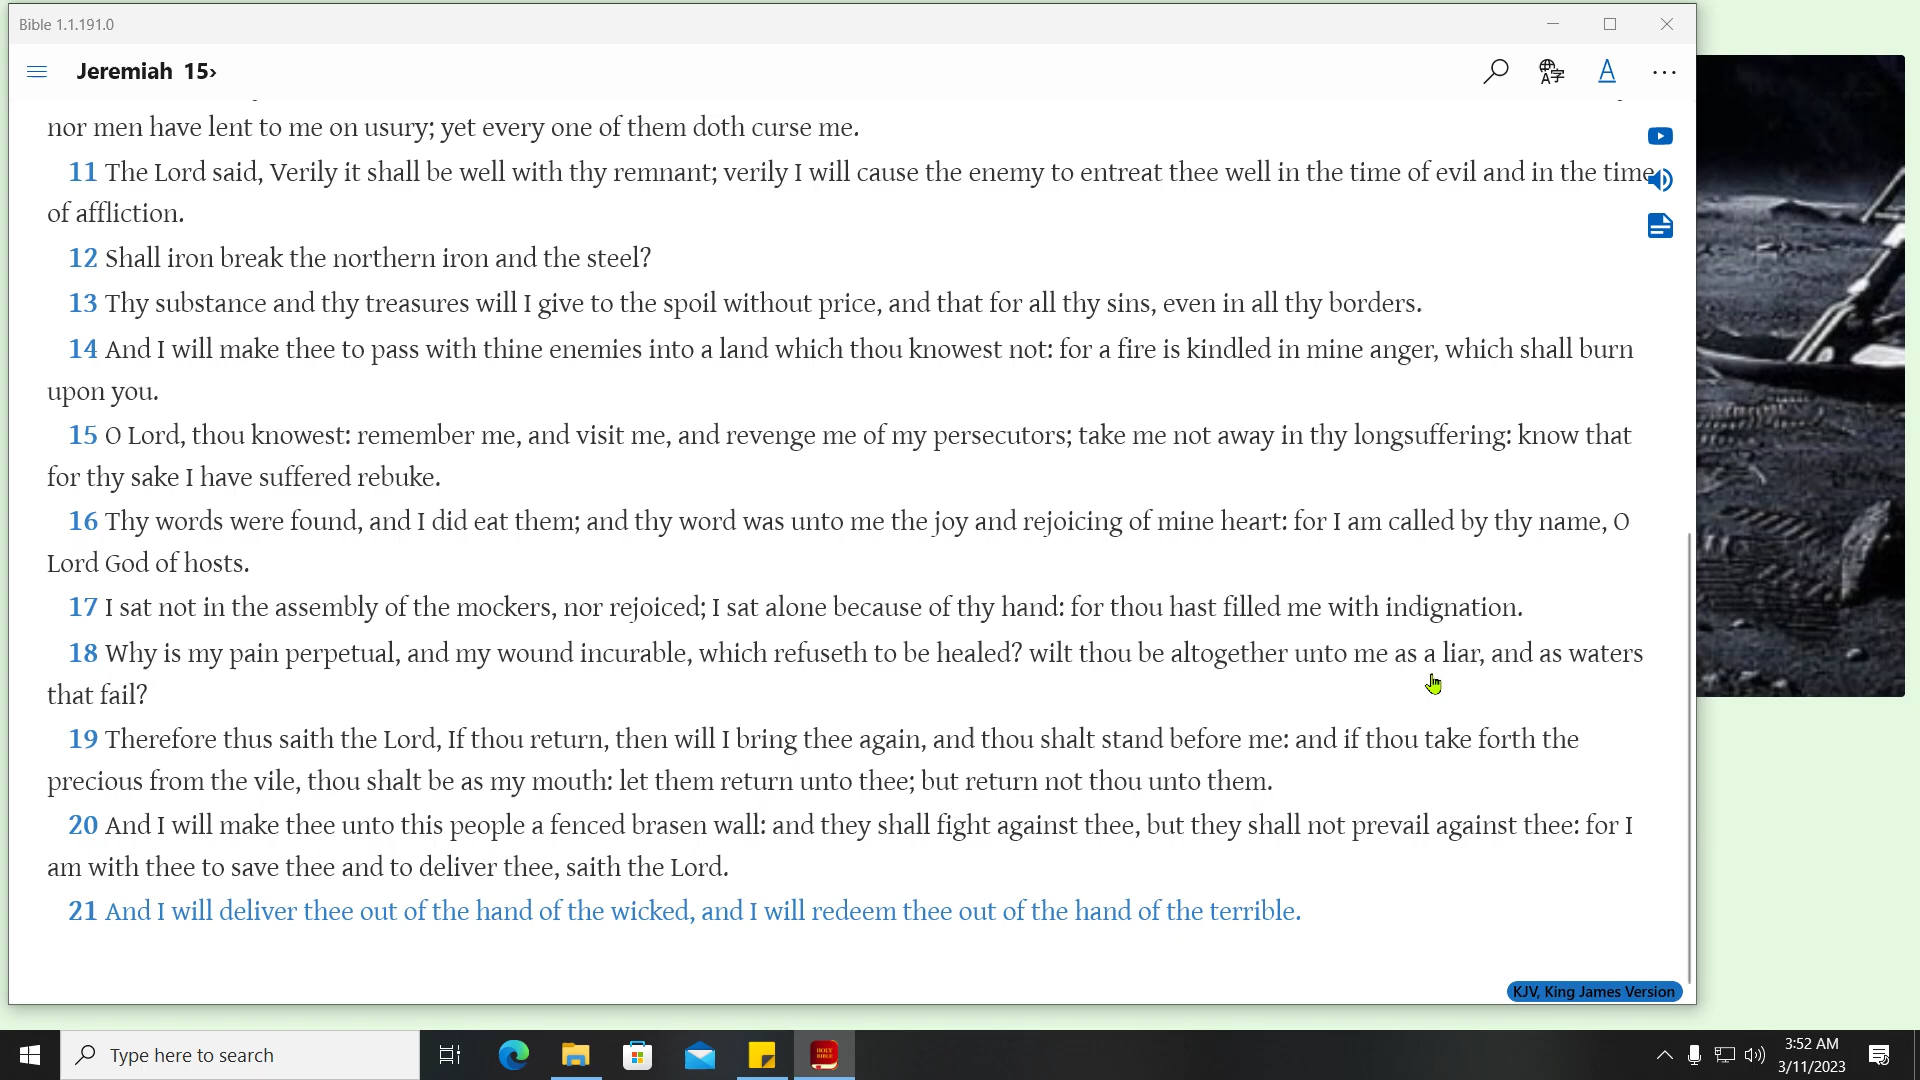 Bible 1.1.191.0
Jeremiah 15›
nor men have lent to me on usury; yet every one of them doth curse me.
11 The Lord said, Verily it shall be well with thy remnant; verily I will cause the enemy to entreat thee well in the time of evil and in the time
of affliction.
12 Shall iron break the northern iron and the steel?
13 Thy substance and thy treasures will I give to the spoil without price, and that for all thy sins, even in all thy borders.
14 And I will make thee to pass with thine enemies into a land which thou knowest not: for a fire is kindled in mine anger, which shall burn
upon you.
15 O Lord, thou knowest: remember me, and visit me, and revenge me of my persecutors; take me not away in thy longsuffering: know that
for thy sake I have suffered rebuke.
16 Thy words were found, and I did eat them; and thy word was unto me the joy and rejoicing of mine heart: for I am called by thy name, O
Lord God of hosts.
17 I sat not in the assembly of the mockers, nor rejoiced; I sat alone because of thy hand: for thou hast filled me with indignation.
18 Why is my pain perpetual, and my wound incurable, which refuseth to be healed? wilt thou be altogether unto me as a liar, and as waters
that fail?
19 Therefore thus saith the Lord, If thou return, then will I bring thee again, and thou shalt stand before me: and if thou take forth the
precious from the vile, thou shalt be as my mouth: let them return unto thee; but return not thou unto them.
20 And I will make thee unto this people a fenced brasen wall: and they shall fight against thee, but they shall not prevail against thee: for I
am with thee to save thee and to deliver thee, saith the Lord.
21 And I will deliver thee out of the hand of the wicked, and I will redeem thee out of the hand of the terrible.
KJV, King James Version
Type here to search
HOLY BIBLE
3:52 AM
3/11/2023